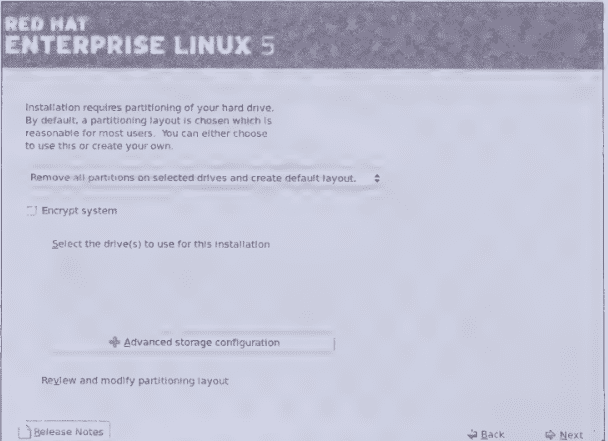 RED HAT
ENTERPRISE LINUX 5
Installation requires partitioning of your hard drive.
By default, a partitioning layout is chosen which is
reasonable for most users. You can either choose
to use this or create your own.
Remove all partitions on selected drives and create default layout.
Encrypt system
Select the drive(s) to use for this installation
Advanced storage configuration
Review and modify partitioning layout
Release Notes
Back
Next